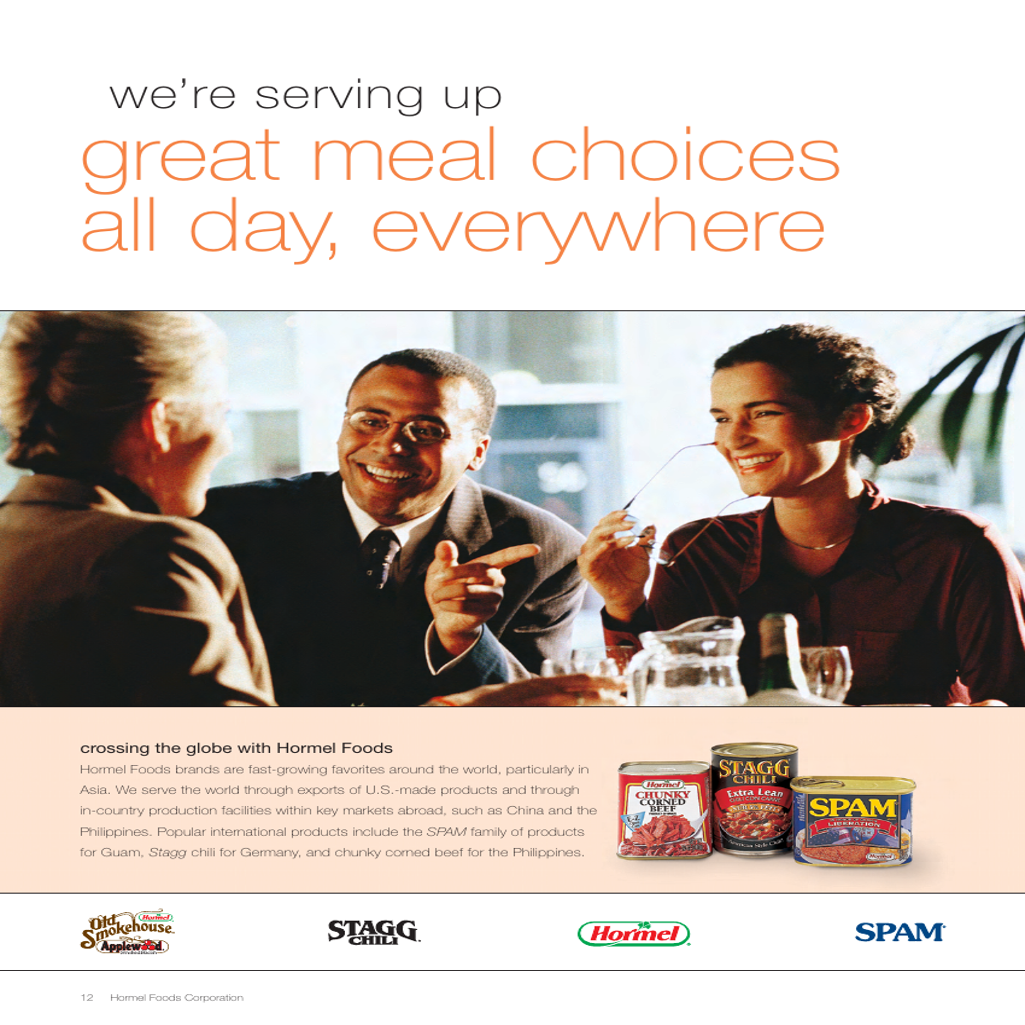 we're serving up
great meal choices
all day, everywhere
crossing the globe with Hormel Foods
Hormel Foods brands are fast-growing favorites around the world, particularly in
Asia. We serve the world through exports of U.S.-made products and through
in-country production facilities within key markets abroad, such as China and the
Philippines. Popular international products include the SPAM family of products
for Guam, Stagg chili for Germany, and chunky corned beef for the Philippines.
Hormel
CHUNKY
CORNED
BEEF
STAGG
CHILI
Extra Lean
American Style Chili
SPAM
LIBERATION
Hormel
Old
Smokehouse
Hormel
Applewood
STAGG
CHILI
Hormel
SPAM
12 Hormel Foods Corporation